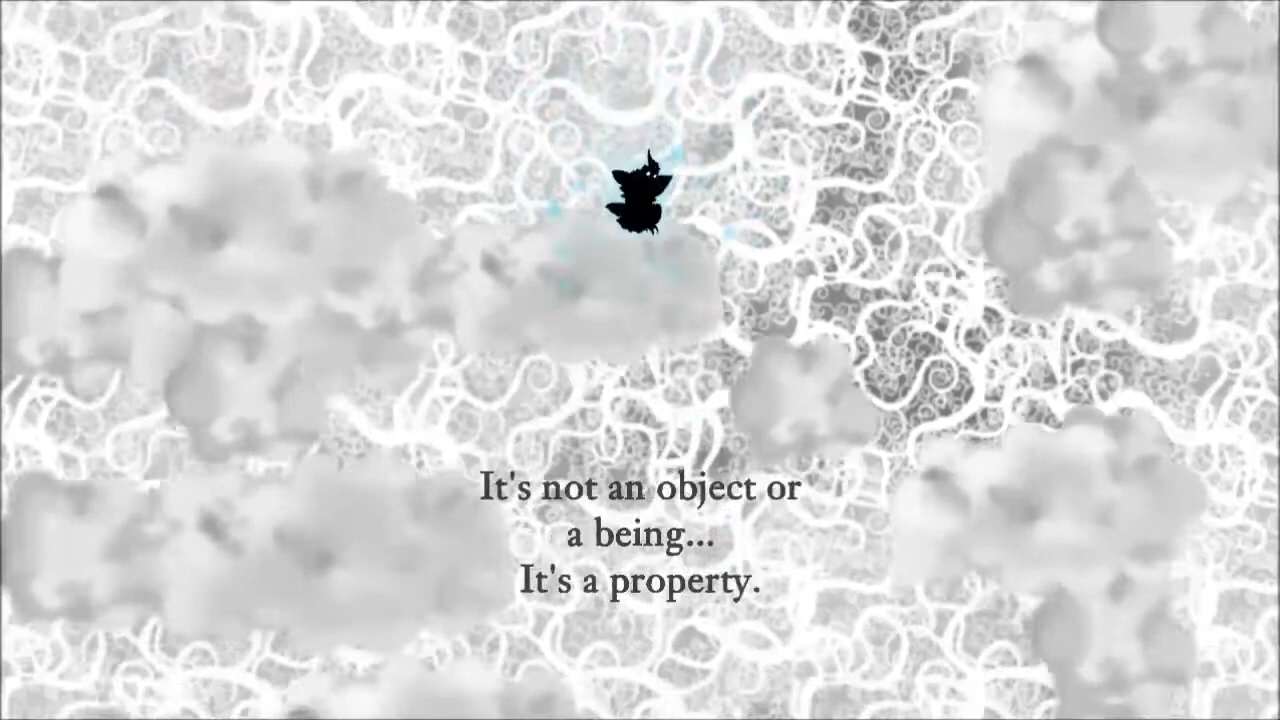 It's not an object or
a being...
It's a property.